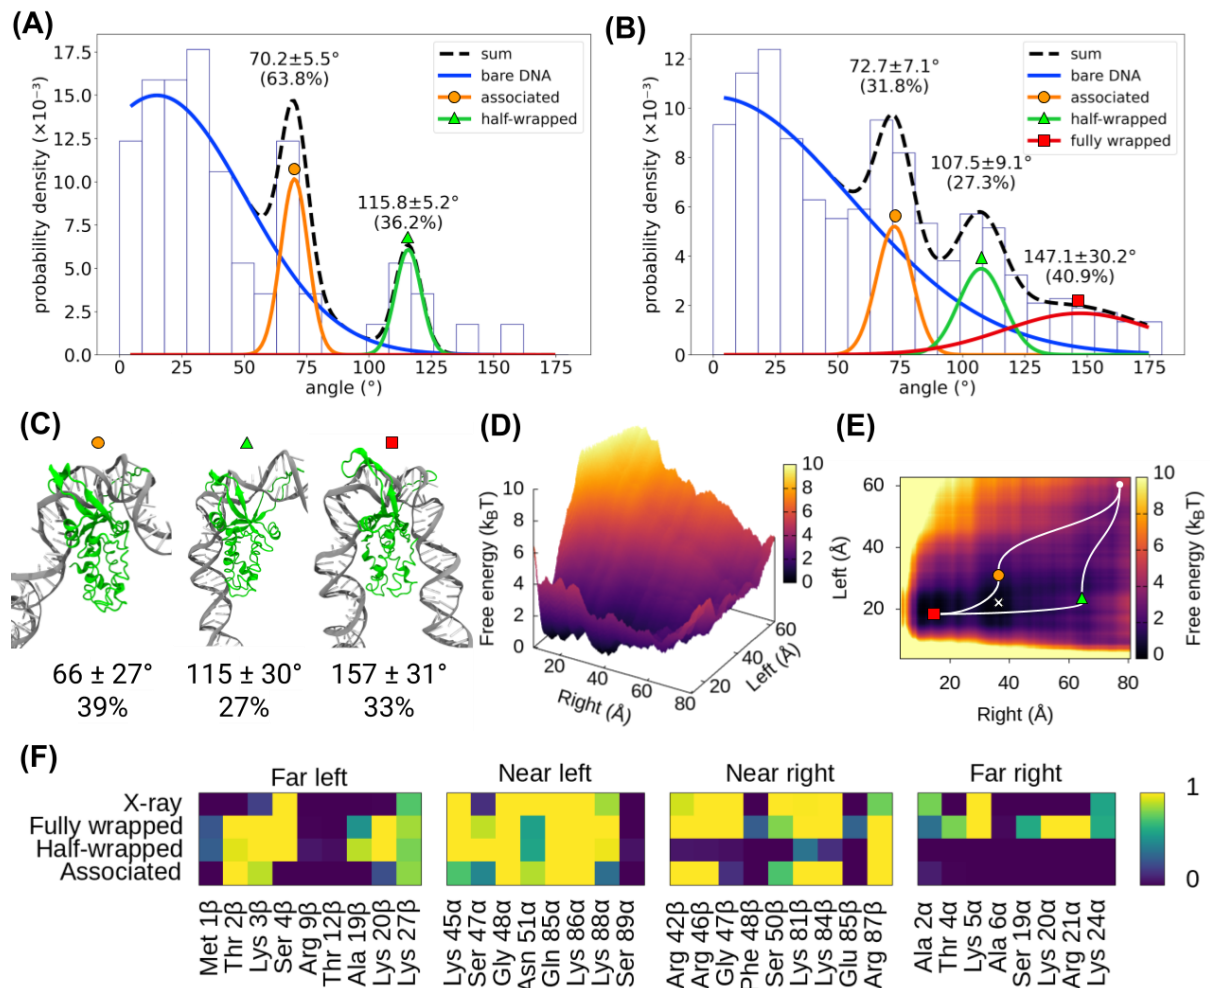 (A)
probability density (×10⁻³)
17.5
15.0
12.5
10.0
7.5
5.0
2.5
0.0
70.2±5.5°
(63.8%)
115.8±5.2°
(36.2%)
sum
bare DNA
associated
half-wrapped
0 25 50 75 100 125 150 175
angle (°)
(B)
probability density (×10⁻³)
12
10
8
6
4
2
0
72.7±7.1°
(31.8%)
107.5±9.1°
(27.3%)
147.1±30.2°
(40.9%)
sum
bare DNA
associated
half-wrapped
fully wrapped
0 25 50 75 100 125 150 175
angle (°)
(C)
66 ± 27° 115 ± 30° 157 ± 31°
39% 27% 33%
(D)
Free energy (kBT)
10
8
6
4
2
0
20 40 60 80
Right (Å)
20 40 60
Left (Å)
10
8
6
4
2
0
(E)
Left (Å)
60
40
20
20 40 60 80
Right (Å)
10
8
6
4
2
0
Free energy (kBT)
(F)
Far left Near left Near right Far right
X-ray
Fully wrapped
Half-wrapped
Associated
1
0
Met 1β
Thr 2β
Lys 3β
Ser 4β
Arg 9β
Thr 12β
Ala 19β
Lys 20β
Lys 27β
Lys 45α
Ser 47α
Gly 48α
Asn 51α
Gln 85α
Lys 86α
Lys 88α
Ser 89α
Arg 42β
Arg 46β
Gly 47β
Phe 48β
Ser 50β
Lys 81β
Lys 84β
Glu 85β
Arg 87β
Ala 2α
Thr 4α
Lys 5α
Ala 6α
Ser 19α
Lys 20α
Arg 21α
Lys 24α